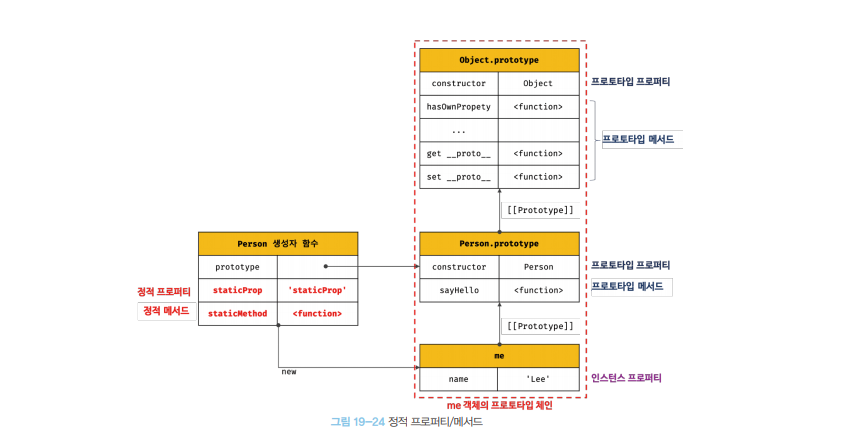 Object.prototype
constructor Object 프로토타입 프로퍼티
hasOwnPropety <function>
...
프로토타입 메서드
get __proto__ <function>
set __proto__ <function>
[[Prototype]]
Person 생성자 함수
Person.prototype
prototype
constructor Person 프로토타입 프로퍼티
정적 프로퍼티 staticProp 'staticProp'
sayHello <function> 프로토타입 메서드
정적 메서드 staticMethod <function>
[[Prototype]]
me
new
name 'Lee' 인스턴스 프로퍼티
me 객체의 프로토타입 체인
그림 19-24 정적 프로퍼티/메서드